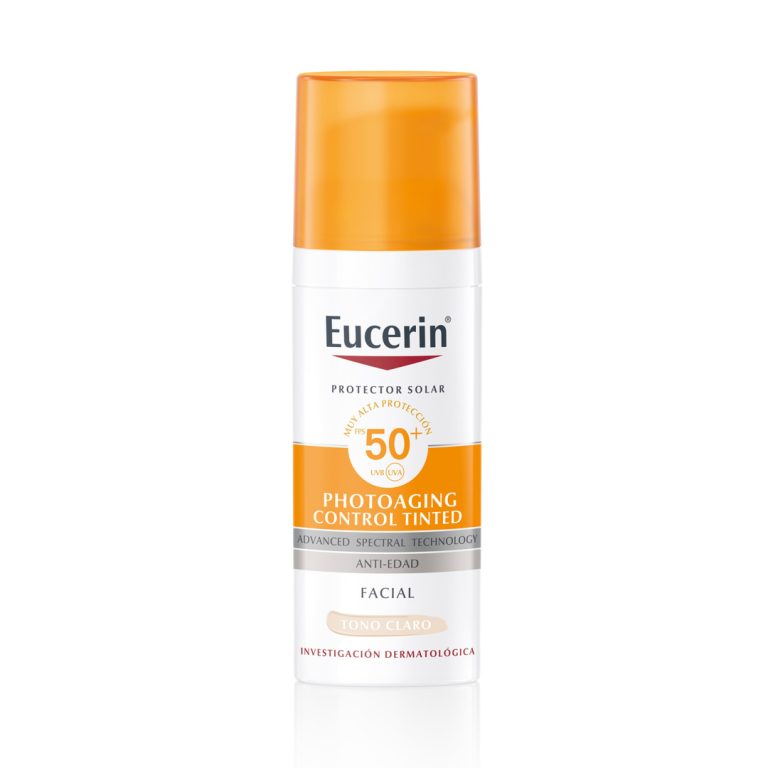 Eucerin®
PROTECTOR SOLAR
MUY ALTA PROTECCIÓN
FPS 50+
UVB UVA
PHOTOAGING
CONTROL TINTED
ADVANCED SPECTRAL TECHNOLOGY
ANTI-EDAD
FACIAL
TONO CLARO
INVESTIGACIÓN DERMATOLÓGICA